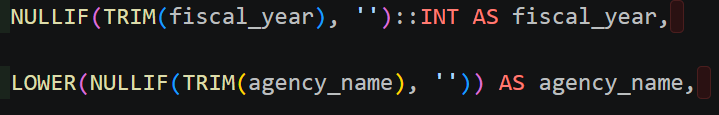 NULLIF(TRIM(fiscal_year), '')::INT AS fiscal_year,
LOWER(NULLIF(TRIM(agency_name), '')) AS agency_name,